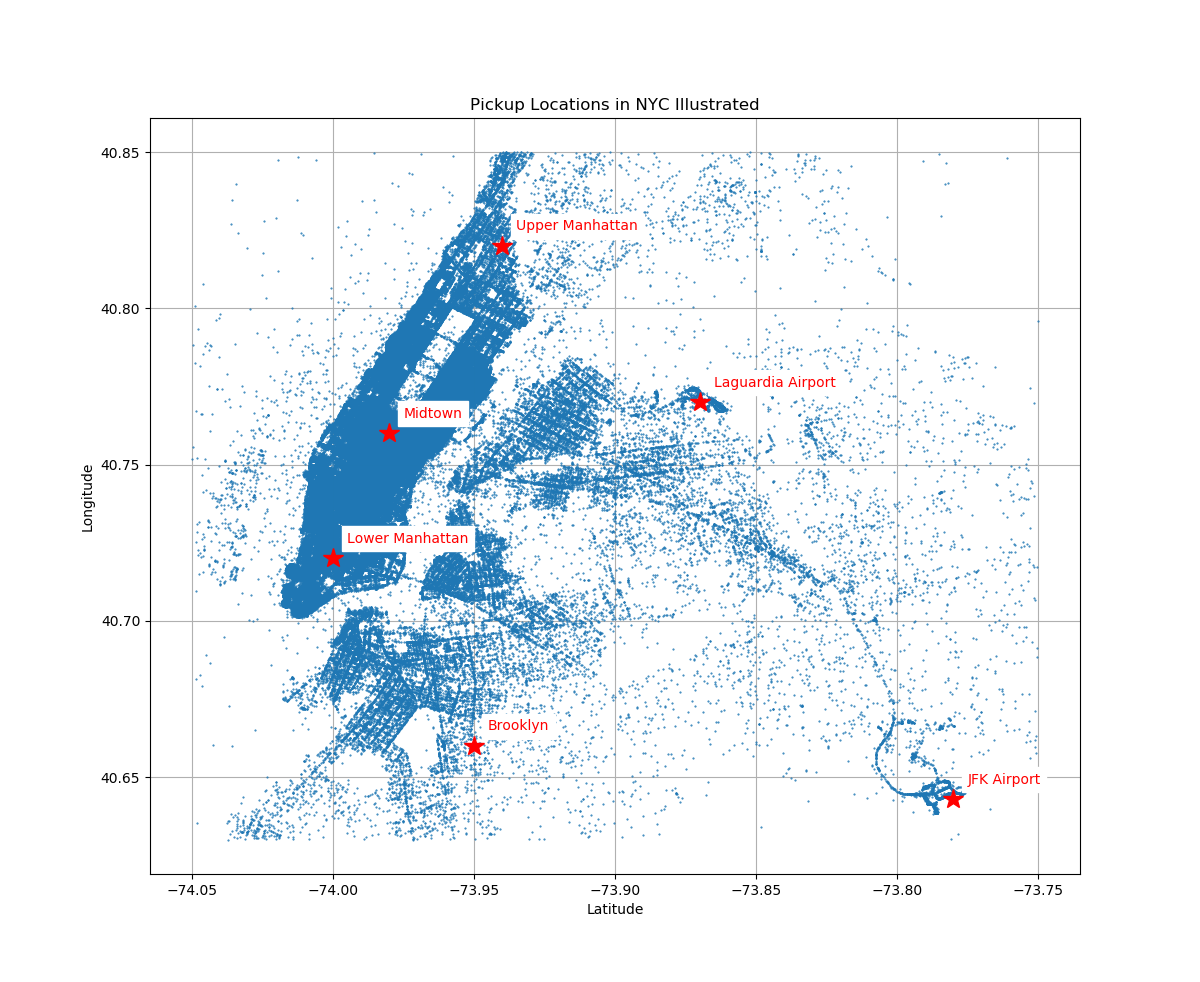 Pickup Locations in NYC Illustrated
40.85
Upper Manhattan
40.80
Laguardia Airport
Midtown
40.75
Longitude
Lower Manhattan
40.70
Brooklyn
40.65
JFK Airport
−74.05 −74.00 −73.95 −73.90 −73.85 −73.80 −73.75
Latitude